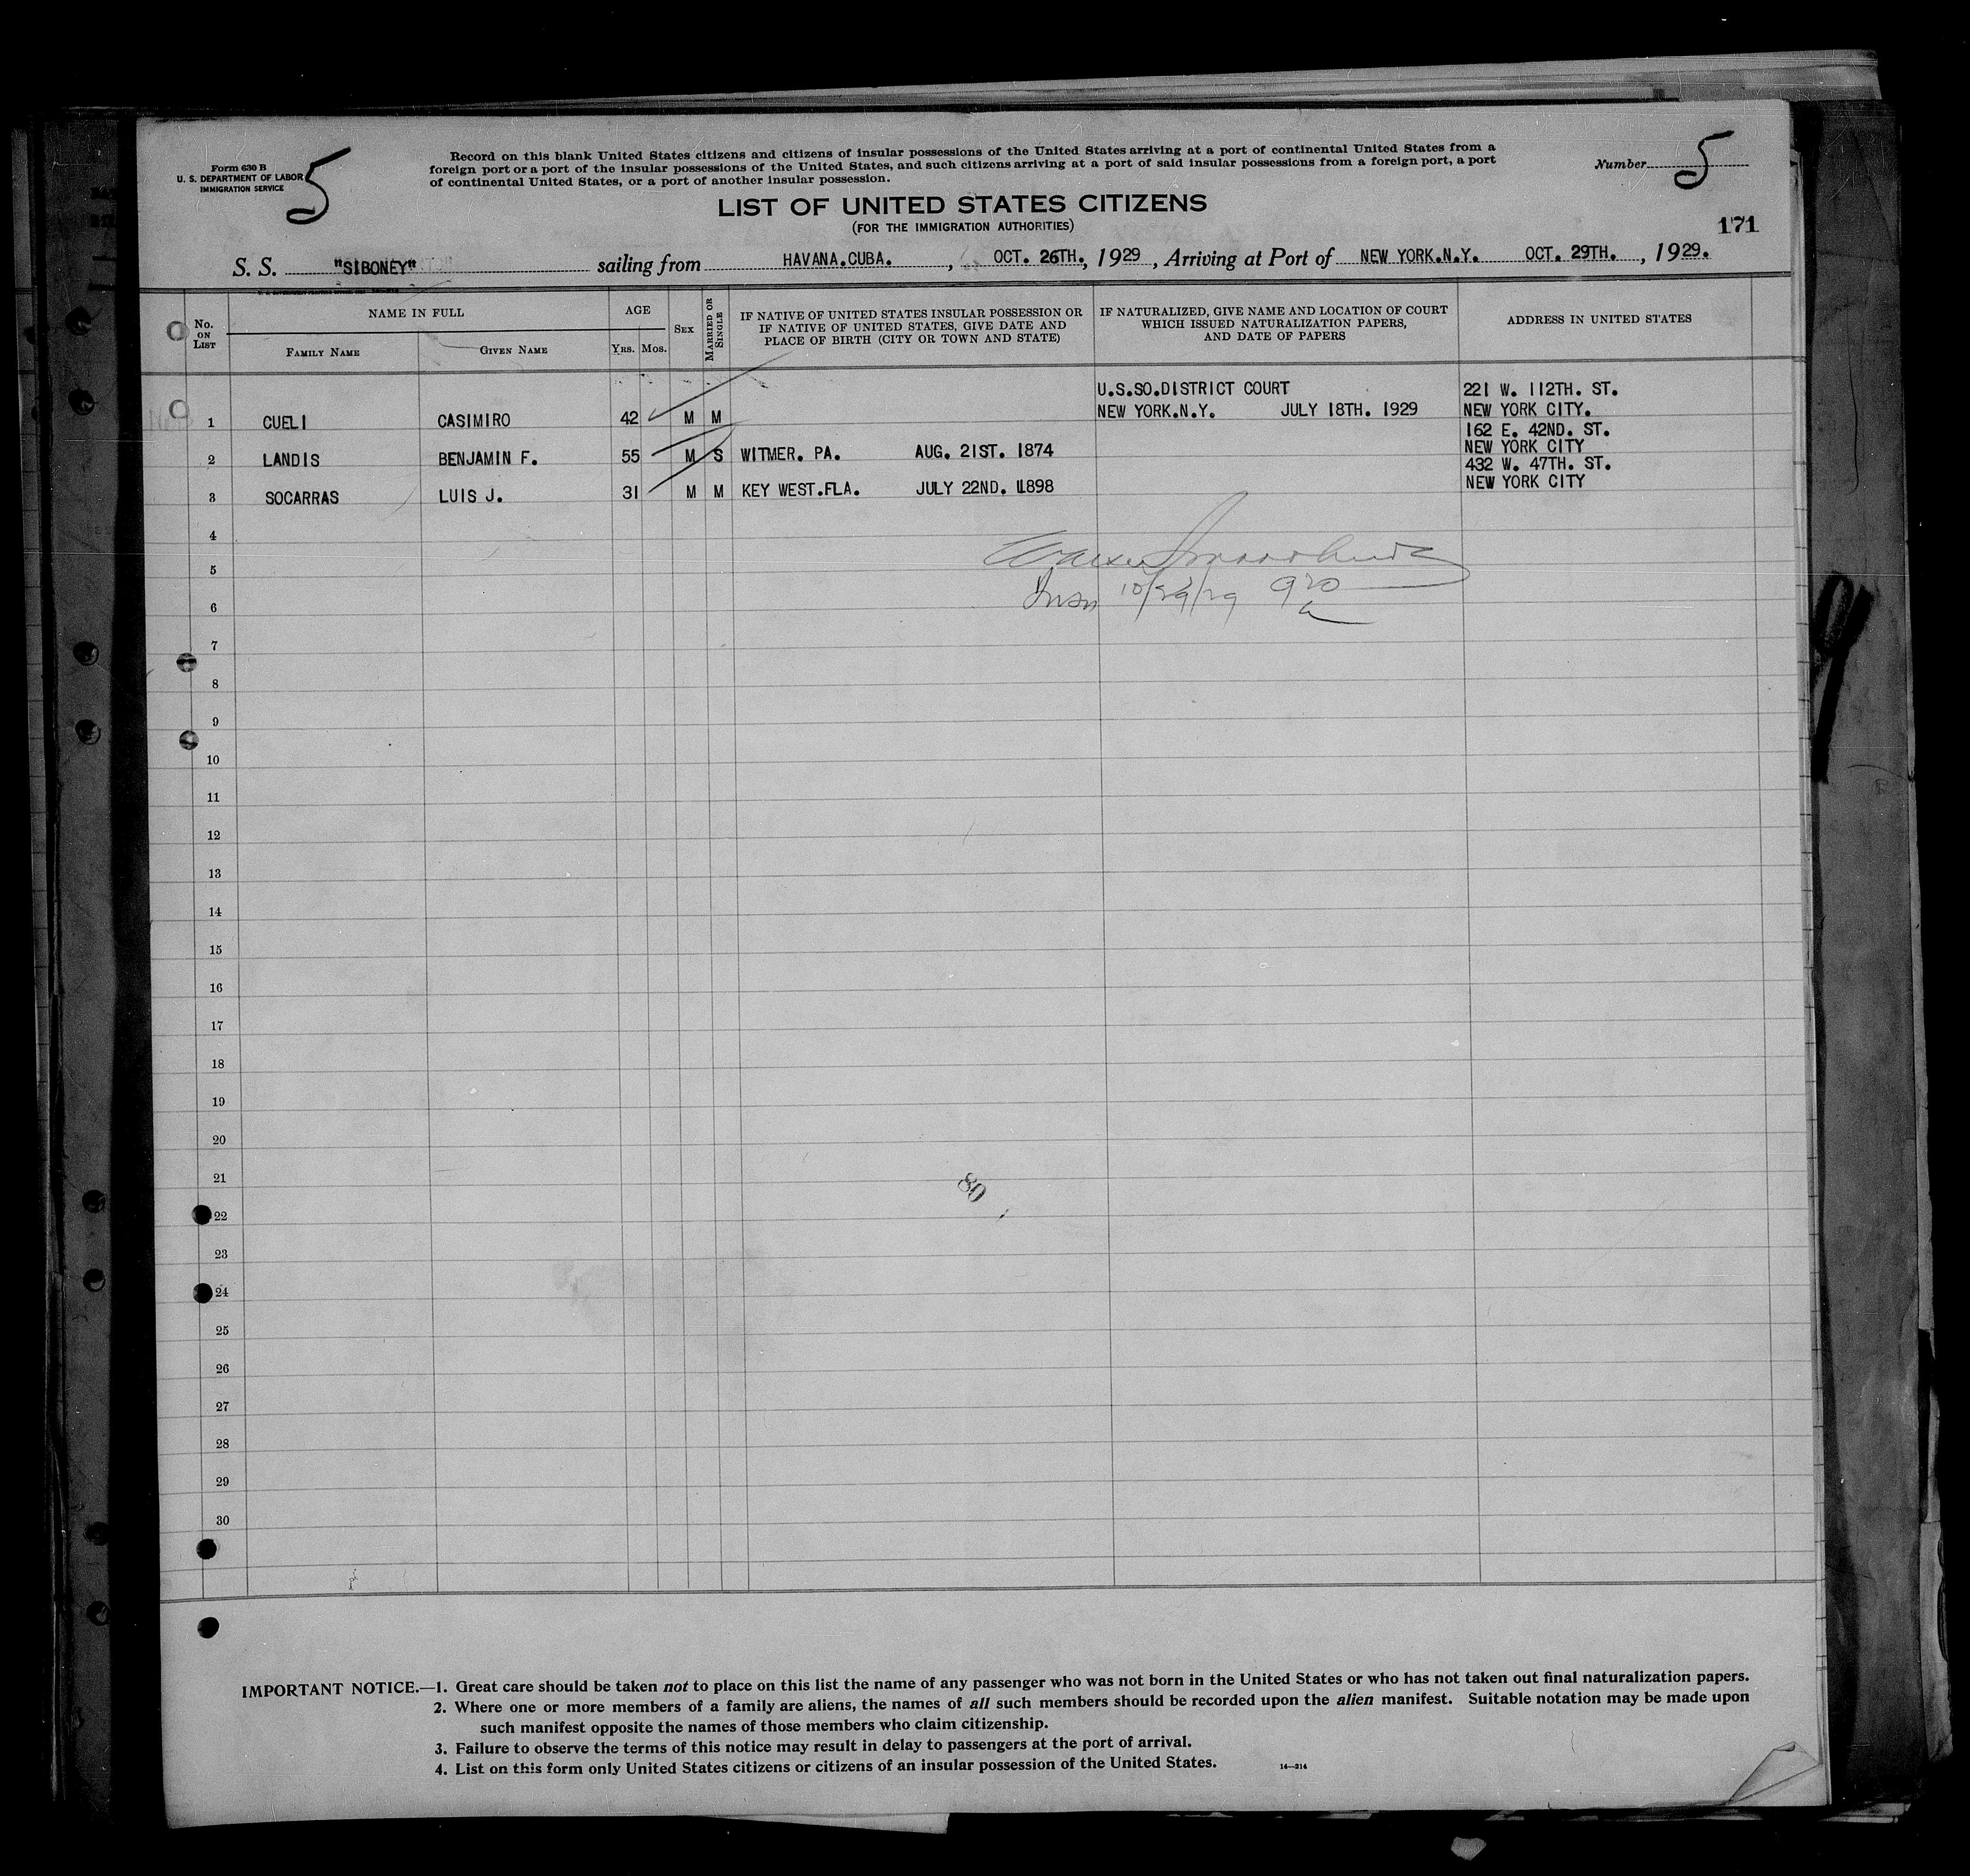 Form 630 B
U. S. DEPARTMENT OF LABOR
IMMIGRATION SERVICE
5
Record on this blank United States citizens and citizens of insular possessions of the United States arriving at a port of continental United States from a
foreign port or a port of the insular possessions of the United States, and such citizens arriving at a port of said insular possessions from a foreign port, a port
of continental United States, or a port of another insular possession.
Number 5
LIST OF UNITED STATES CITIZENS
(FOR THE IMMIGRATION AUTHORITIES)
171
S. S. "SIBONEY" sailing from HAVANA.CUBA. , OCT. 26TH., 1929, Arriving at Port of NEW YORK.N.Y. OCT. 29TH. , 1929.
No. ON LIST
NAME IN FULL
FAMILY NAME
GIVEN NAME
AGE
YRS. MOS.
SEX
MARRIED OR SINGLE
IF NATIVE OF UNITED STATES INSULAR POSSESSION OR
IF NATIVE OF UNITED STATES, GIVE DATE AND
PLACE OF BIRTH (CITY OR TOWN AND STATE)
IF NATURALIZED, GIVE NAME AND LOCATION OF COURT
WHICH ISSUED NATURALIZATION PAPERS,
AND DATE OF PAPERS
ADDRESS IN UNITED STATES
U.S.SO.DISTRICT COURT 221 W. 112TH. ST.
1 CUELI CASIMIRO 42 M M NEW YORK.N.Y. JULY 18TH. 1929 NEW YORK CITY.
162 E. 42ND. ST.
2 LANDIS BENJAMIN F. 55 M S WITMER. PA. AUG. 21ST. 1874 NEW YORK CITY
432 W. 47TH. ST.
3 SOCARRAS LUIS J. 31 M M KEY WEST.FLA. JULY 22ND. 1898 NEW YORK CITY
4
5
10/29/29 920
6
7
8
9
10
11
12
13
14
15
16
17
18
19
20
21
80
22
23
24
25
26
27
28
29
30
IMPORTANT NOTICE.—1. Great care should be taken not to place on this list the name of any passenger who was not born in the United States or who has not taken out final naturalization papers.
2. Where one or more members of a family are aliens, the names of all such members should be recorded upon the alien manifest. Suitable notation may be made upon
such manifest opposite the names of those members who claim citizenship.
3. Failure to observe the terms of this notice may result in delay to passengers at the port of arrival.
4. List on this form only United States citizens or citizens of an insular possession of the United States.
14—214